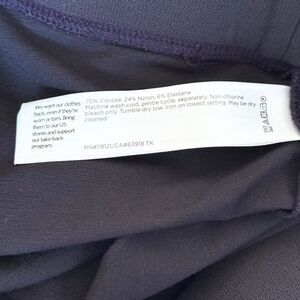 We want our clothes
back, even if they're
worn or torn. Bring
them to our US
stores and support
our take-back
program.
70% Viscose, 24% Nylon, 6% Elastane
Machine wash cold, gentle cycle, separately. Non-chlorine
bleach only. Tumble dry low. Iron on lowest setting. May be dry
cleaned.
RN#78121/CA#63918 TK